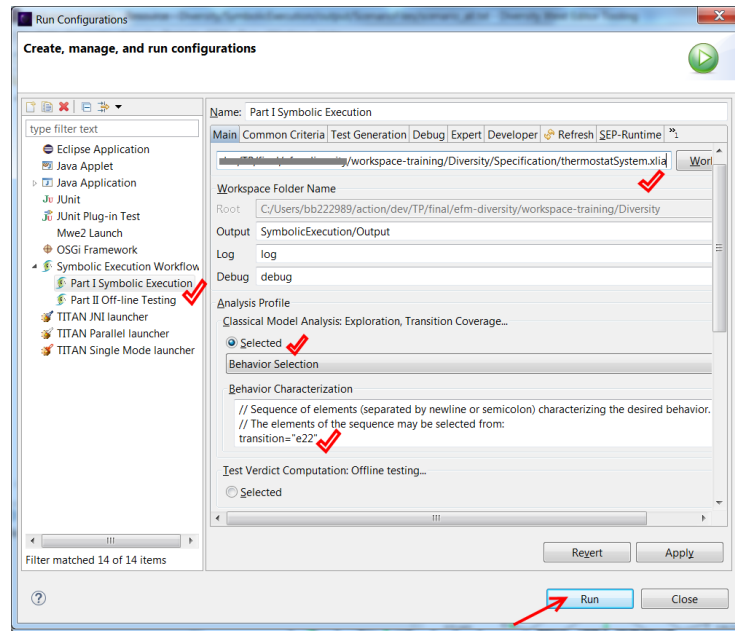 Run Configurations
Create, manage, and run configurations
type filter text
Eclipse Application
Java Applet
Java Application
Ju JUnit
JUnit Plug-in Test
Mwe2 Launch
OSGi Framework
Symbolic Execution Workflow
Part I Symbolic Execution
Part II Off-line Testing
TITAN JNI launcher
TITAN Parallel launcher
TITAN Single Mode launcher
Filter matched 14 of 14 items
Name: Part I Symbolic Execution
Main Common Criteria Test Generation Debug Expert Developer Refresh SEP-Runtime »1
/workspace-training/Diversity/Specification/thermostatSystem.xlia Work
Workspace Folder Name
Root C:/Users/bb222989/action/dev/TP/final/efm-diversity/workspace-training/Diversity
Output SymbolicExecution/Output
Log log
Debug debug
Analysis Profile
Classical Model Analysis: Exploration, Transition Coverage...
Selected
Behavior Selection
Behavior Characterization
// Sequence of elements (separated by newline or semicolon) characterizing the desired behavior.
// The elements of the sequence may be selected from:
transition="e22"
Test Verdict Computation: Offline testing...
Selected
Revert Apply
Run Close